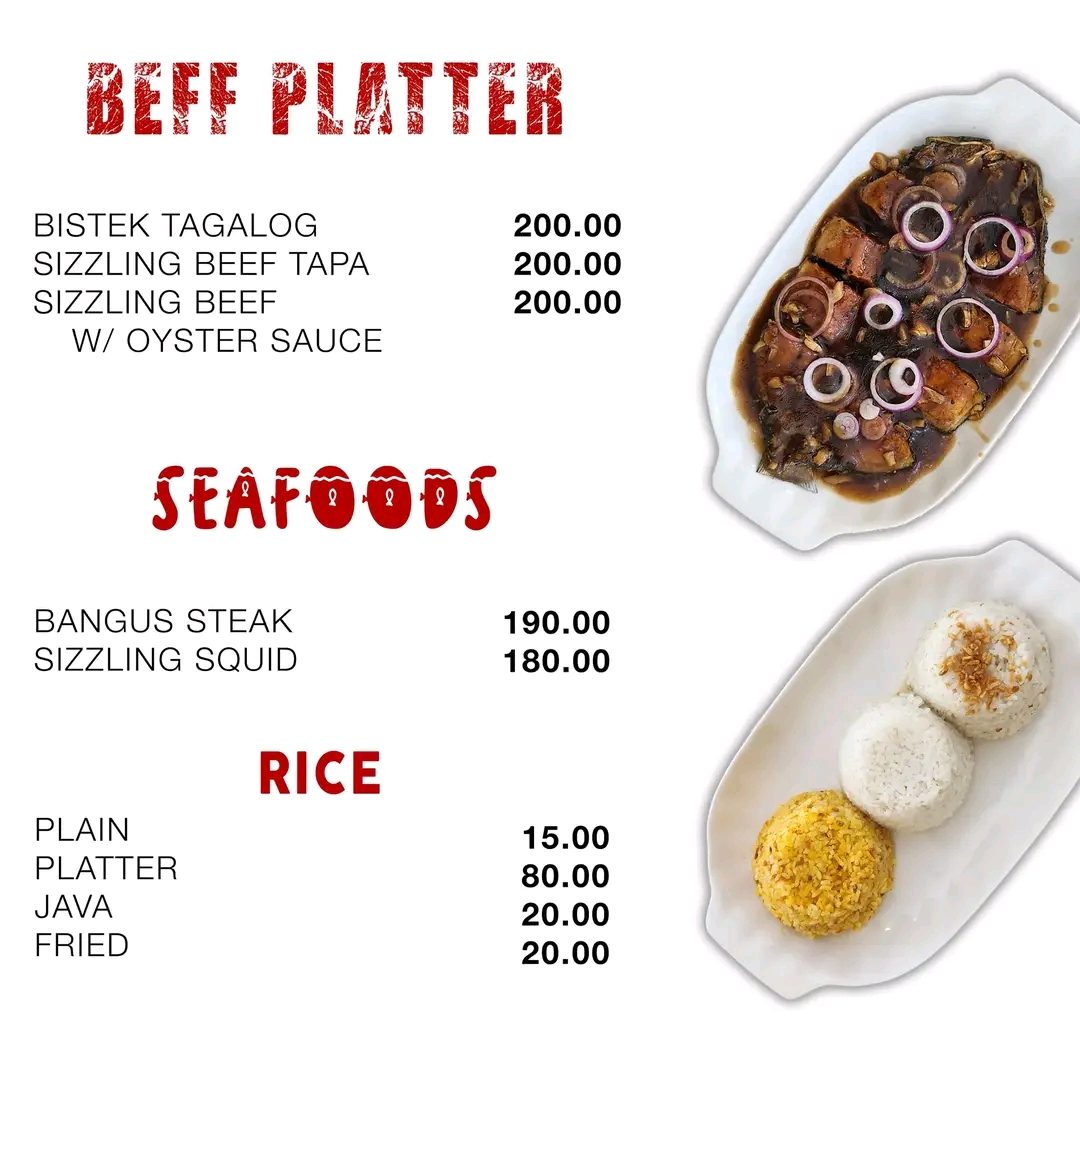 BEFF PLATTER
BISTEK TAGALOG 200.00
SIZZLING BEEF TAPA 200.00
SIZZLING BEEF 200.00
W/ OYSTER SAUCE
SEAFOODS
BANGUS STEAK 190.00
SIZZLING SQUID 180.00
RICE
PLAIN 15.00
PLATTER 80.00
JAVA 20.00
FRIED 20.00